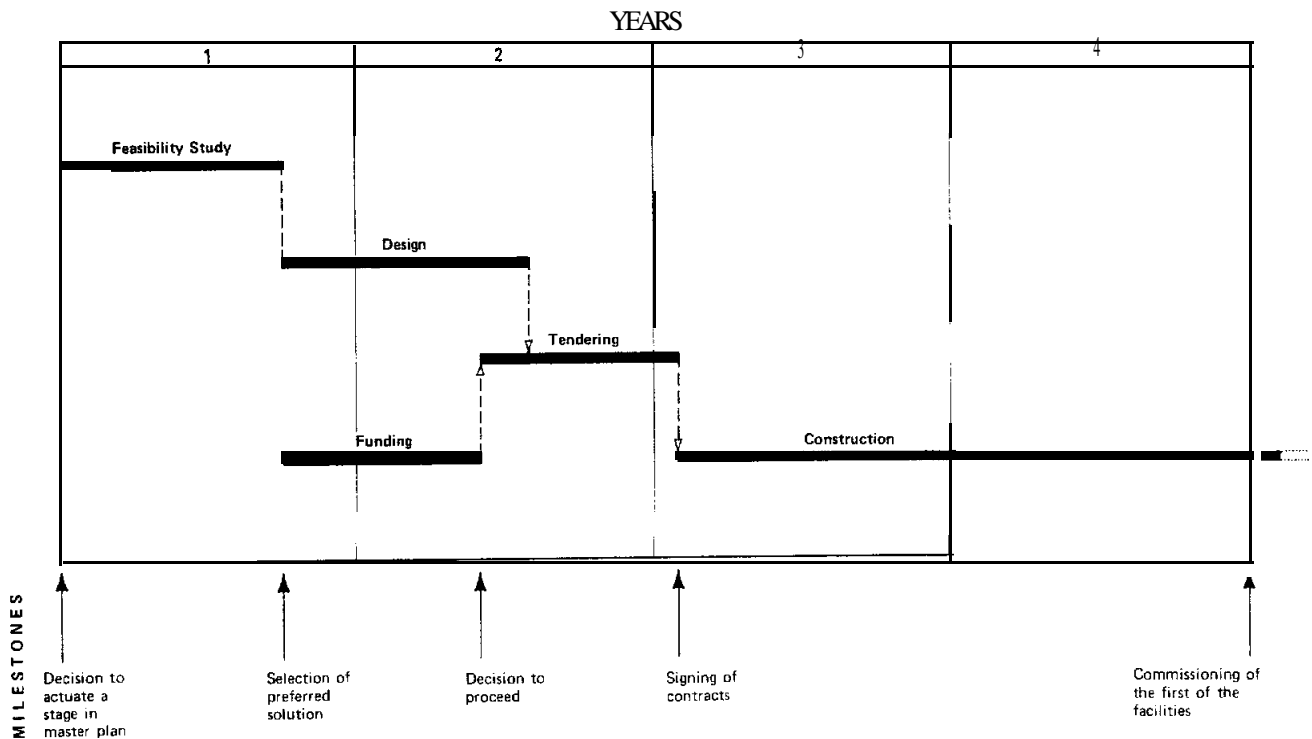 YEARS
1 2 3 4
Feasibility Study
Design
Tendering
Funding
Construction
MILESTONES
Decision to
actuate a
stage in
master plan
Selection of
preferred
solution
Decision to
proceed
Signing of
contracts
Commissioning of
the first of the
facilities